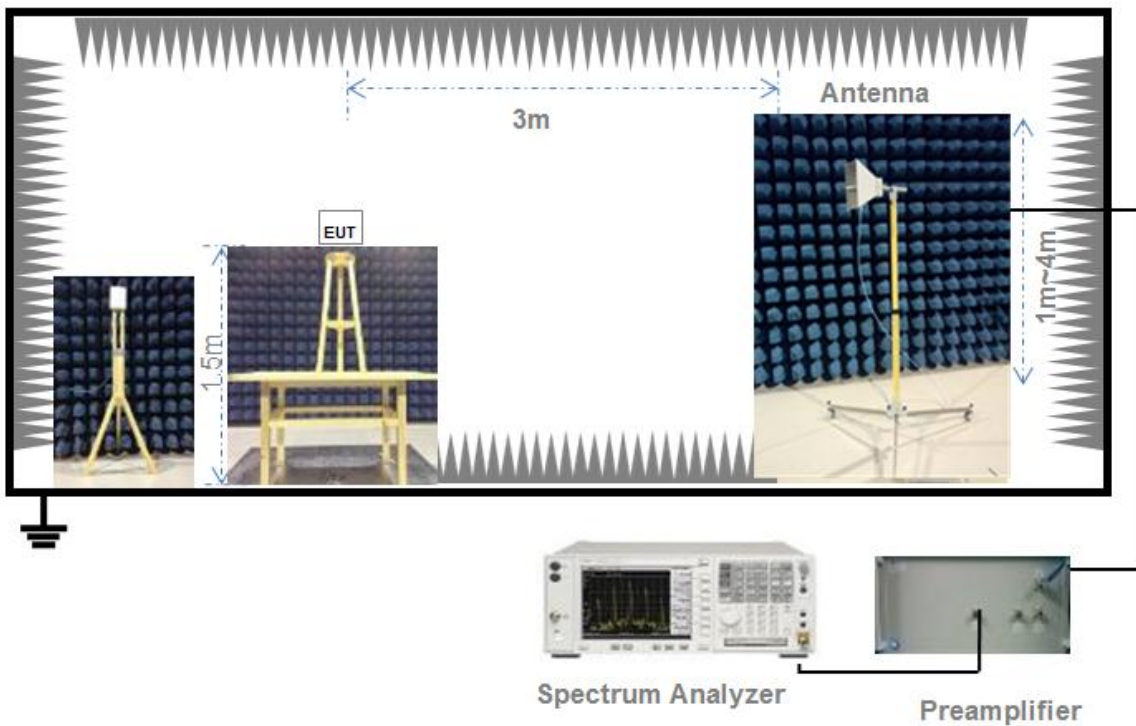 Antenna
3m
EUT
1.5m
1m~4m
Spectrum Analyzer
Preamplifier